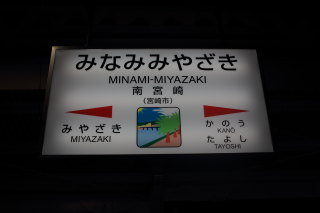 みなみみやざき
MINAMI-MIYAZAKI
南宮崎
(宮崎市)
みやざき
MIYAZAKI
かのう
KANŌ
たよし
TAYOSHI